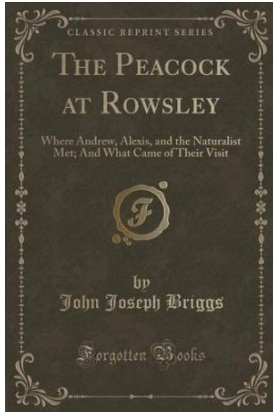 CLASSIC REPRINT SERIES
THE PEACOCK
AT ROWSLEY
Where Andrew, Alexis, and the Naturalist
Met; And What Came of Their Visit
F
by
John Joseph Briggs
Forgotten Books